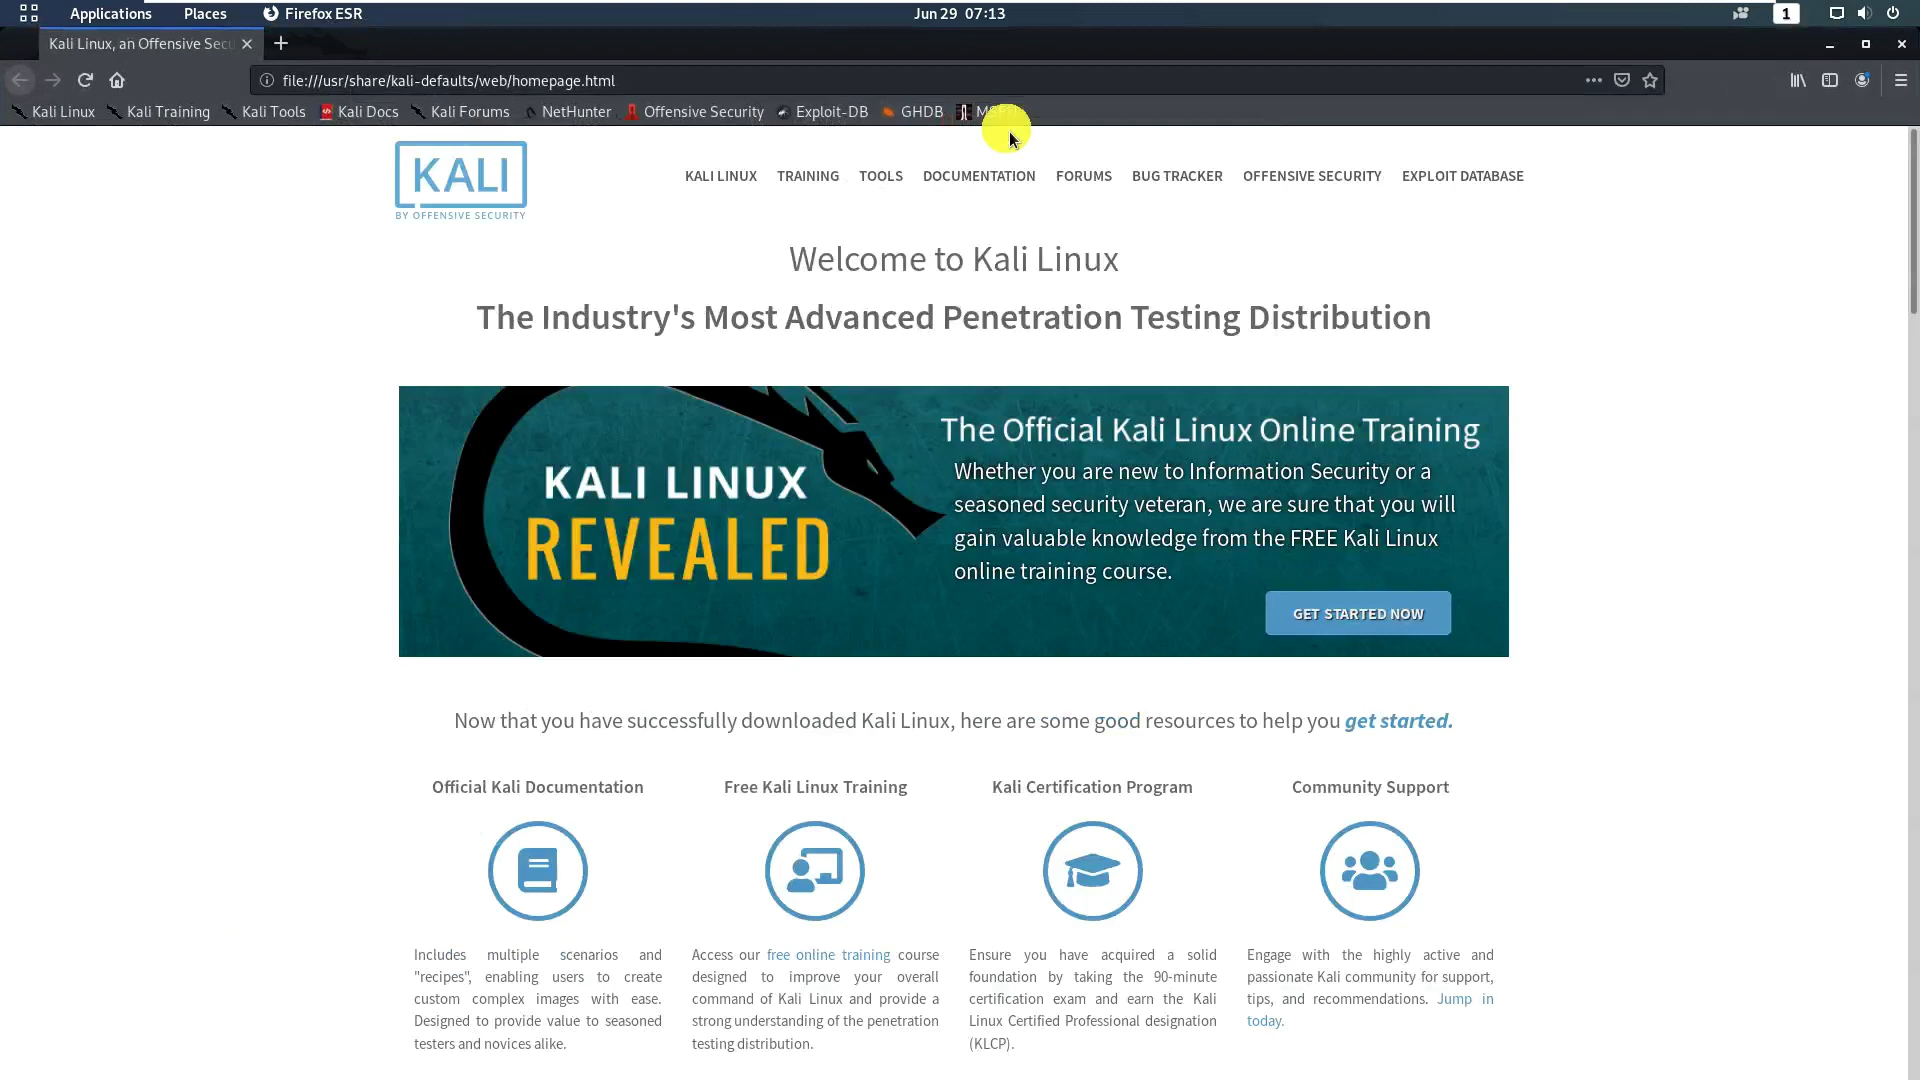 Applications Places Firefox ESR Jun 29 07:13 1
Kali Linux, an Offensive Secu
file:///usr/share/kali-defaults/web/homepage.html
Kali Linux Kali Training Kali Tools Kali Docs Kali Forums NetHunter Offensive Security Exploit-DB GHDB
KALI
BY OFFENSIVE SECURITY
KALI LINUX TRAINING TOOLS DOCUMENTATION FORUMS BUG TRACKER OFFENSIVE SECURITY EXPLOIT DATABASE
Welcome to Kali Linux
The Industry's Most Advanced Penetration Testing Distribution
KALI LINUX
REVEALED
The Official Kali Linux Online Training
Whether you are new to Information Security or a
seasoned security veteran, we are sure that you will
gain valuable knowledge from the FREE Kali Linux
online training course.
GET STARTED NOW
Now that you have successfully downloaded Kali Linux, here are some good resources to help you get started.
Official Kali Documentation
Includes multiple scenarios and
"recipes", enabling users to create
custom complex images with ease.
Designed to provide value to seasoned
testers and novices alike.
Free Kali Linux Training
Access our free online training course
designed to improve your overall
command of Kali Linux and provide a
strong understanding of the penetration
testing distribution.
Kali Certification Program
Ensure you have acquired a solid
foundation by taking the 90-minute
certification exam and earn the Kali
Linux Certified Professional designation
(KLCP).
Community Support
Engage with the highly active and
passionate Kali community for support,
tips, and recommendations. Jump in
today.